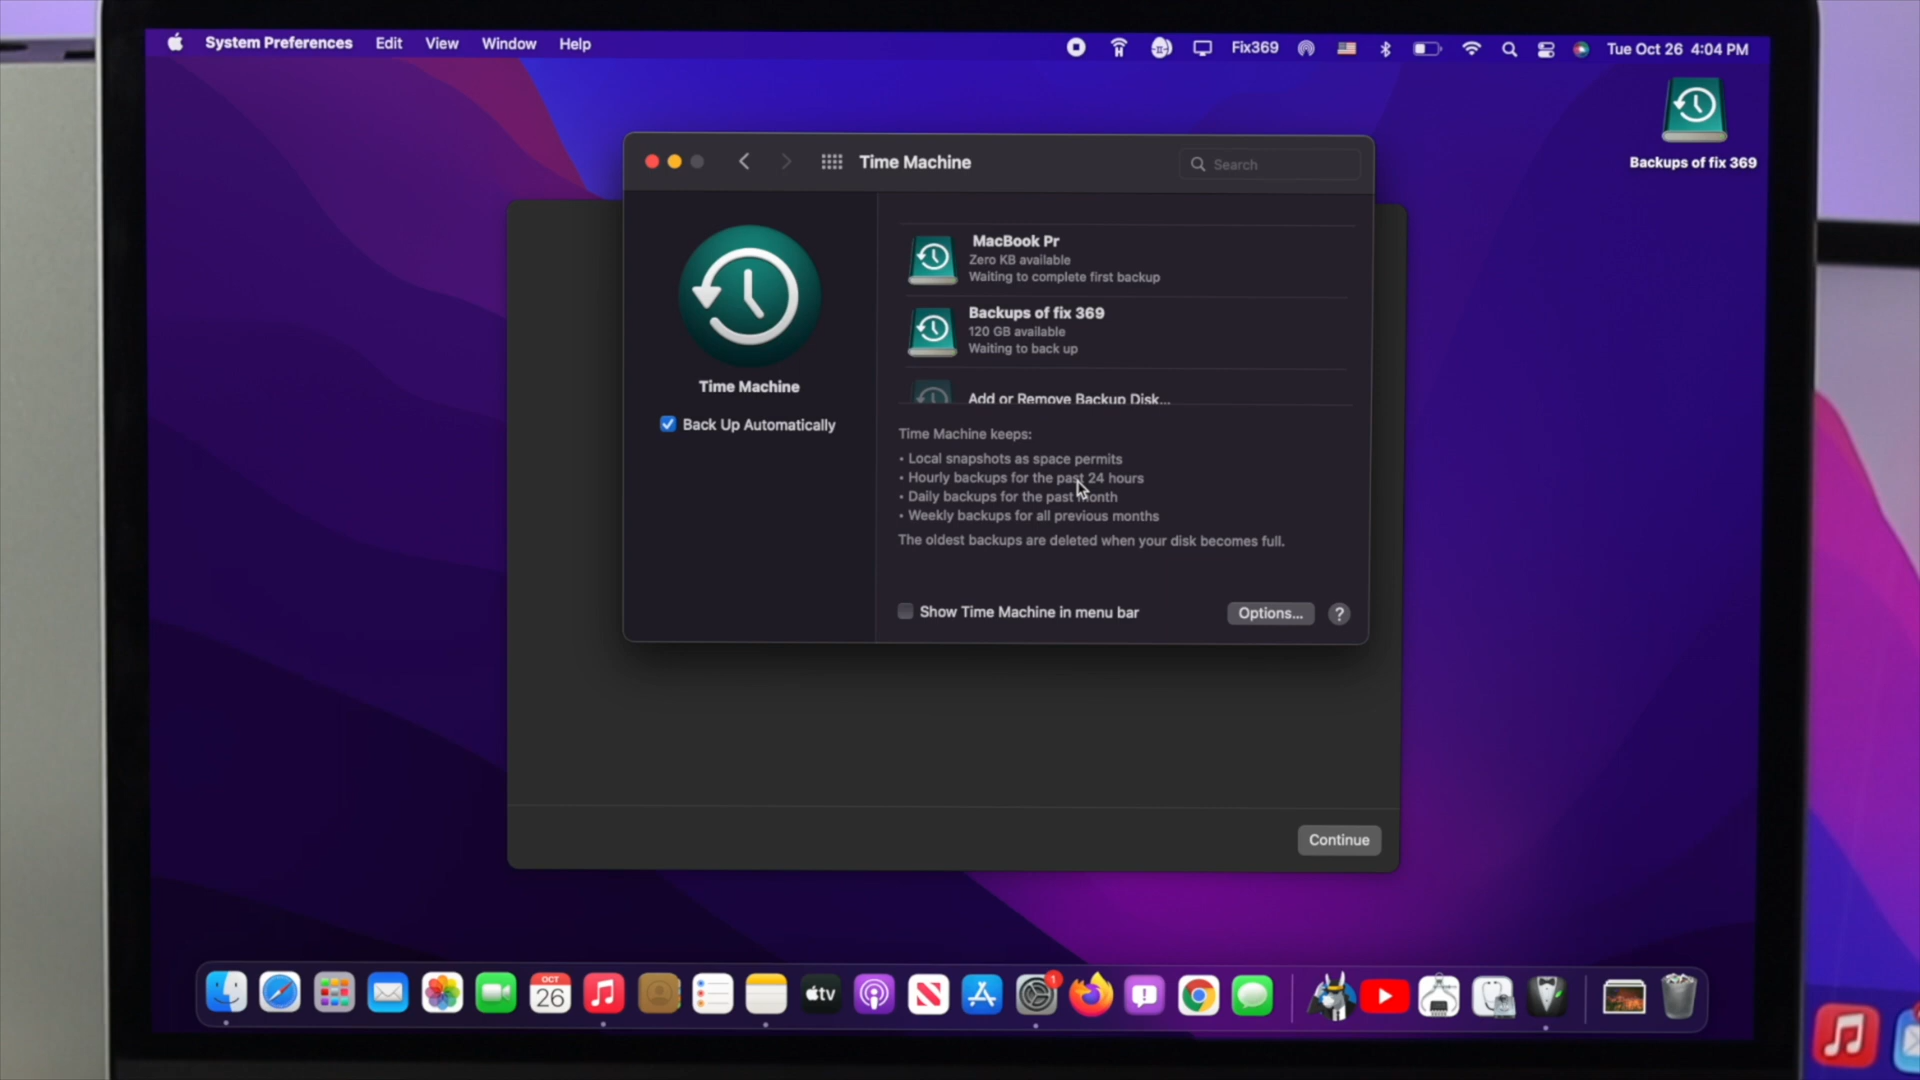 System Preferences Edit View Window Help
Fix369 Tue Oct 26 4:04 PM
Backups of fix 369
Time Machine
Search
MacBook Pr
Zero KB available
Waiting to complete first backup
Backups of fix 369
120 GB available
Waiting to back up
Add or Remove Backup Disk...
Time Machine
Back Up Automatically
Time Machine keeps:
• Local snapshots as space permits
• Hourly backups for the past 24 hours
• Daily backups for the past month
• Weekly backups for all previous months
The oldest backups are deleted when your disk becomes full.
Show Time Machine in menu bar
Options...
?
Continue
OCT
26
tv
1